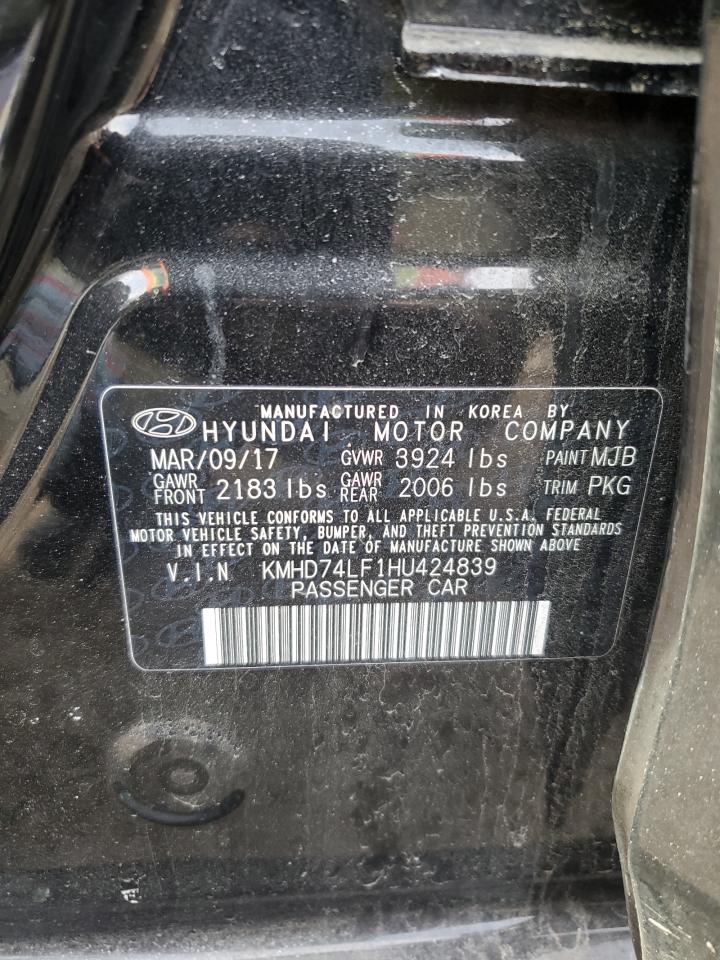 MANUFACTURED IN KOREA BY
HYUNDAI MOTOR COMPANY
MAR/09/17 GVWR 3924 lbs PAINT MJB
GAWR FRONT 2183 lbs GAWR REAR 2006 lbs TRIM PKG
THIS VEHICLE CONFORMS TO ALL APPLICABLE U.S.A. FEDERAL
MOTOR VEHICLE SAFETY, BUMPER, AND THEFT PREVENTION STANDARDS
IN EFFECT ON THE DATE OF MANUFACTURE SHOWN ABOVE.
V.I.N KMHD74LF1HU424839
PASSENGER CAR